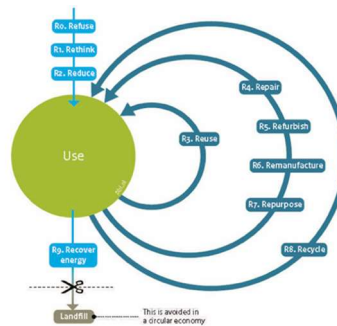 R0. Refuse
R1. Rethink
R2. Reduce
R4. Repair
R3. Reuse
R5. Refurbish
Use
R6. Remanufacture
R7. Repurpose
R9. Recover
energy
R8. Recycle
Landfill
This is avoided in
a circular economy